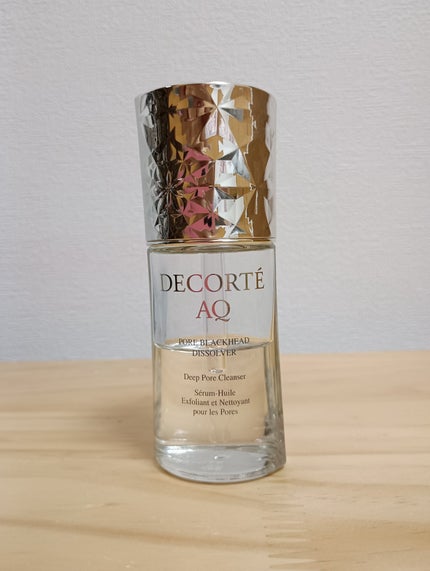 DECORTÉ
AQ
PORE BLACKHEAD
DISSOLVER
Deep Pore Cleanser
Sérum-Huile
Exfoliant et Nettoyant
pour les Pores